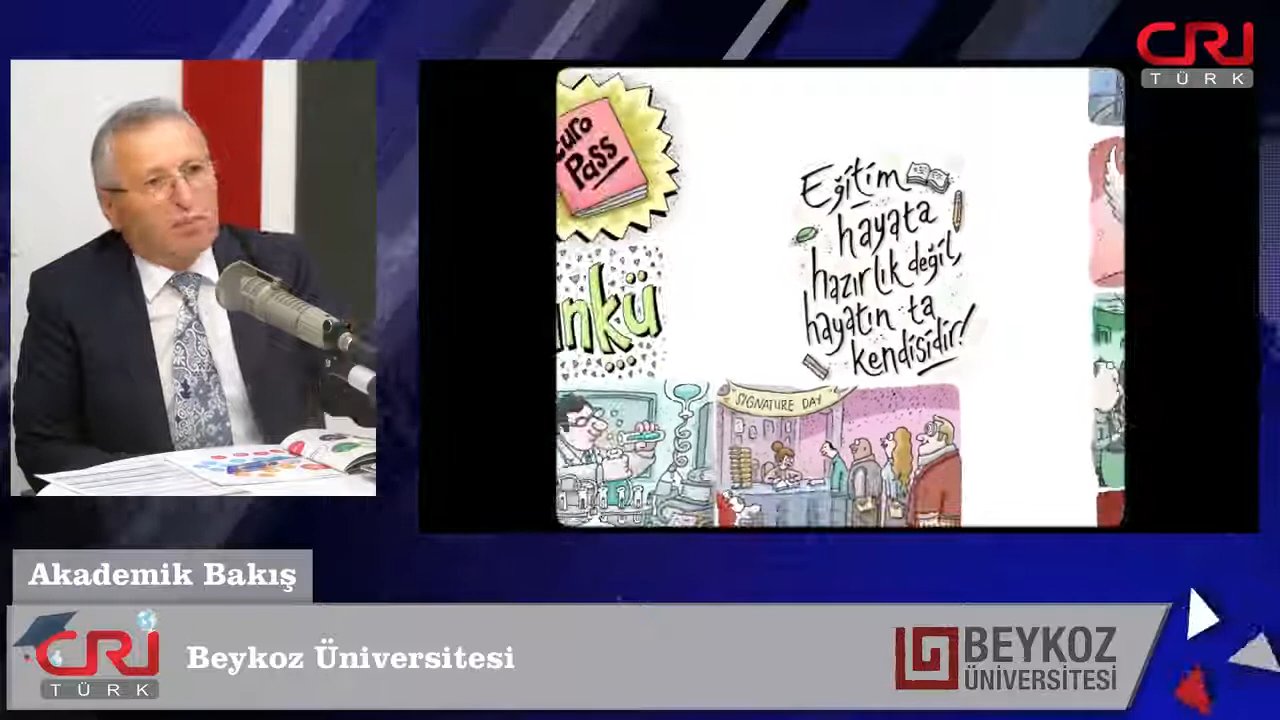 CRI
TÜRK
euro
Pass
Eğitim
hayata
hazırlık değil,
hayatın ta
kendisidir!
SIGNATURE DAY
Akademik Bakış
CRI
TÜRK
Beykoz Üniversitesi
BEYKOZ
ÜNİVERSİTESİ